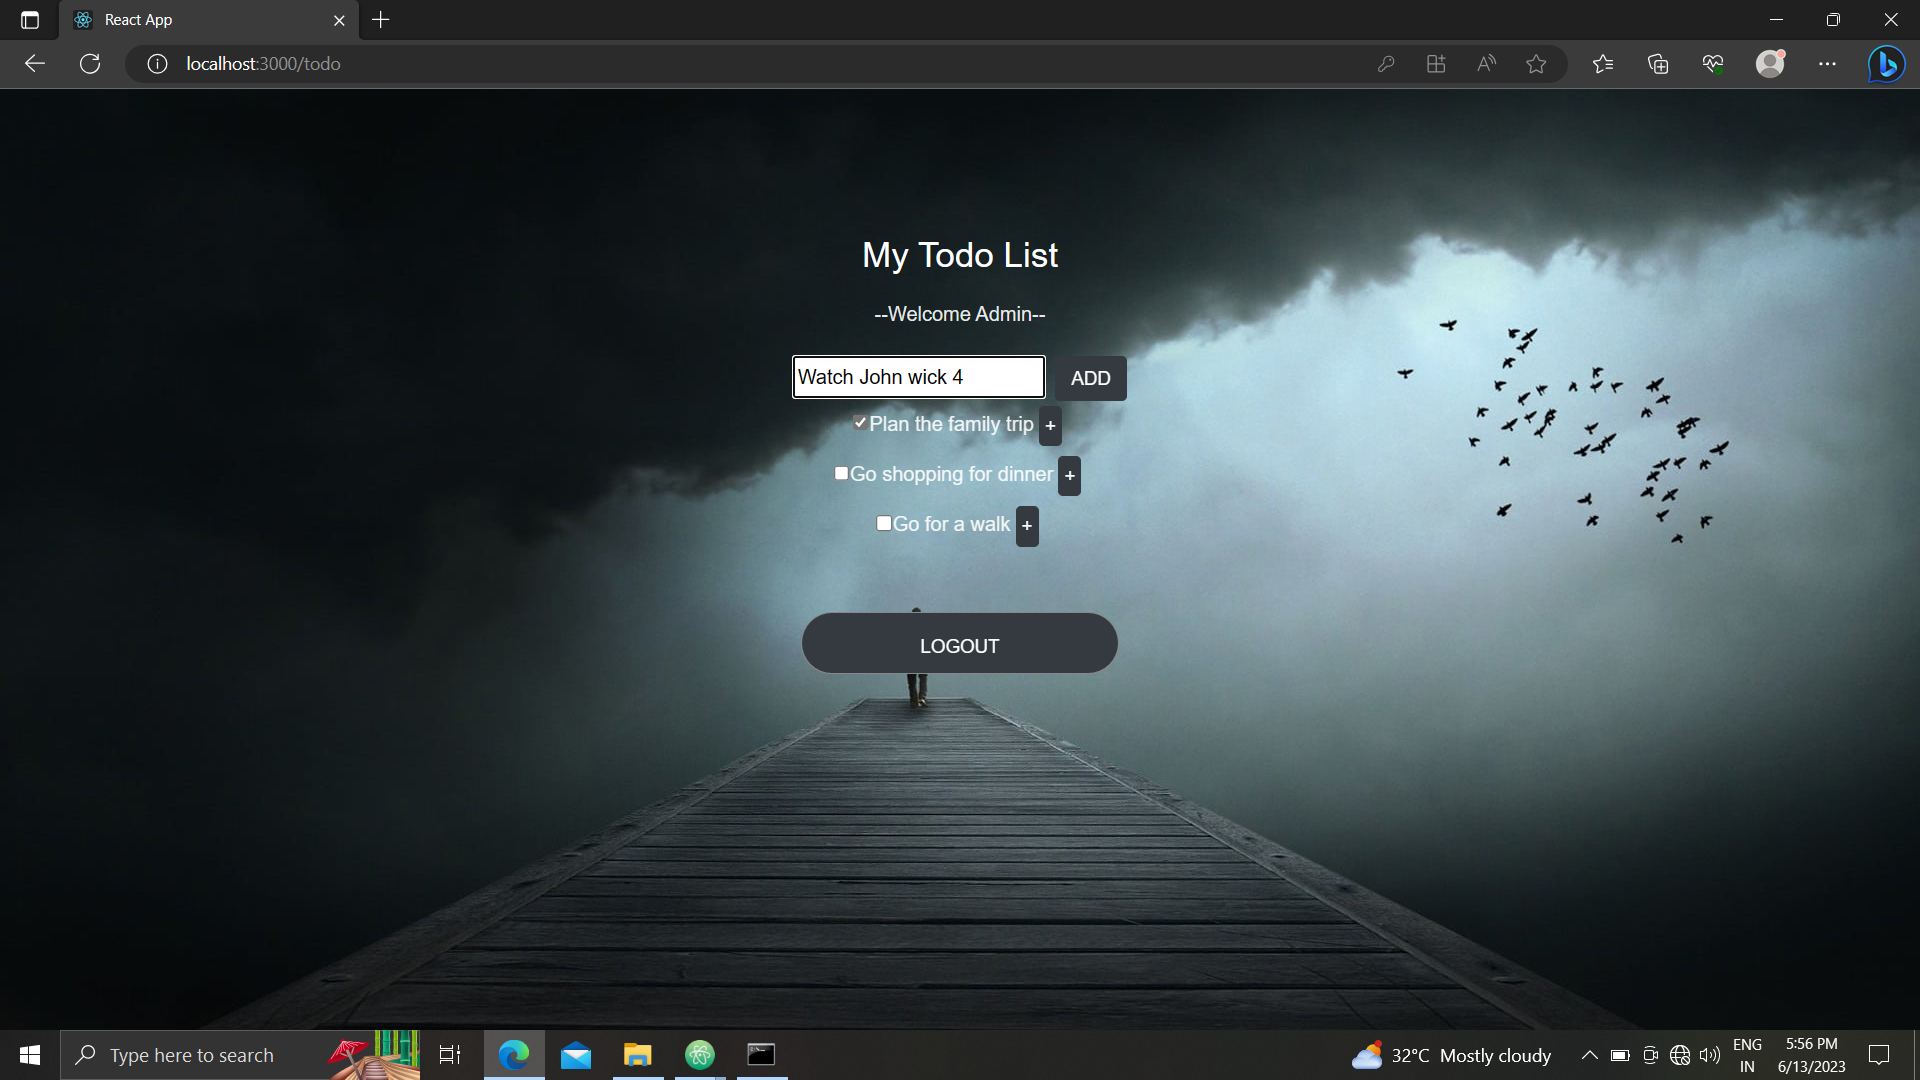 React App
localhost:3000/todo
My Todo List
--Welcome Admin--
Watch John wick 4
ADD
Plan the family trip +
Go shopping for dinner +
Go for a walk +
LOGOUT
Type here to search
32°C Mostly cloudy
ENG
IN
5:56 PM
6/13/2023